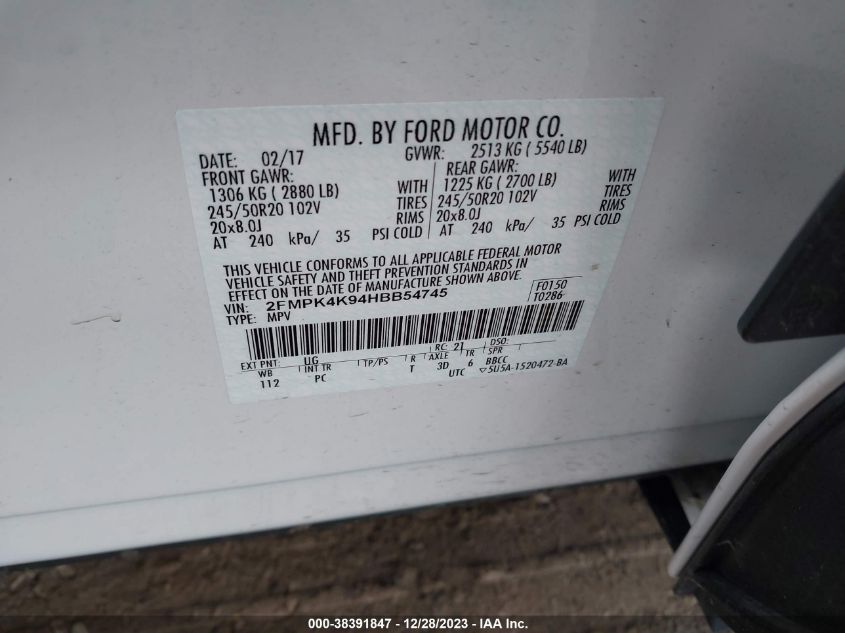 MFD. BY FORD MOTOR CO.
DATE: 02/17 GVWR: 2513 KG ( 5540 LB)
FRONT GAWR: REAR GAWR:
1306 KG ( 2880 LB) WITH 1225 KG ( 2700 LB) WITH
245/50R20 102V TIRES 245/50R20 102V TIRES
20x8.0J RIMS 20x8.0J RIMS
AT 240 kPa/ 35 PSI COLD AT 240 kPa/ 35 PSI COLD
THIS VEHICLE CONFORMS TO ALL APPLICABLE FEDERAL MOTOR
VEHICLE SAFETY AND THEFT PREVENTION STANDARDS IN
EFFECT ON THE DATE OF MANUFACTURE SHOWN ABOVE.
VIN: 2FMPK4K94HBB54745 F0150
TYPE: MPV T0286
EXT PNT: UG RC: 21 DSO:
WB INT TR TP/PS R AXLE TR SPR
112 PC T 3D 6 BBCC
UTC ▽5U5A-1520472-BA
000-38391847 / 12/28/2023 - IAA Inc.